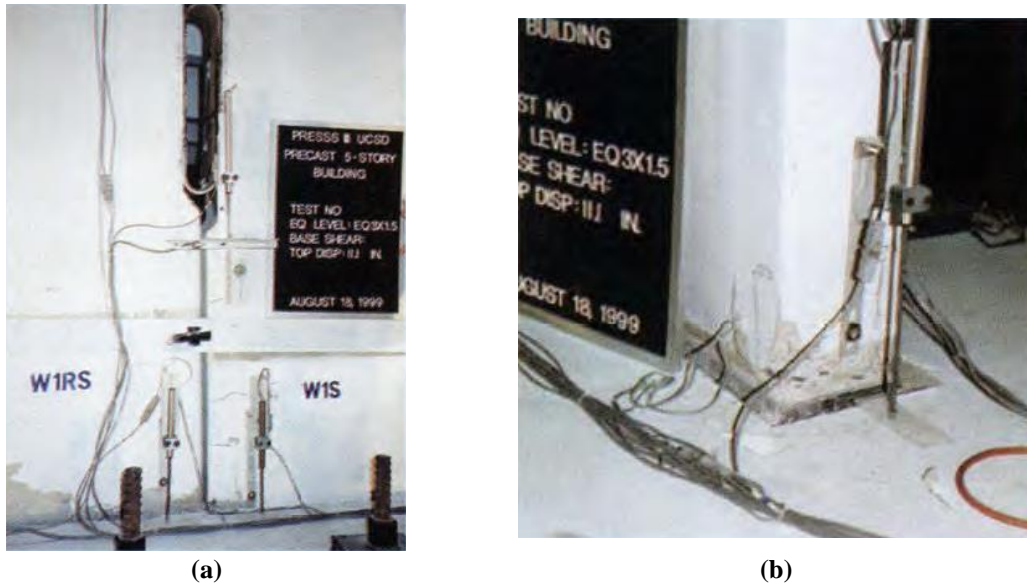 PRESSS III UCSD
PRECAST 5-STORY
BUILDING
TEST NO
EQ LEVEL: EQ3X1.5
BASE SHEAR:
TOP DISP: 11.1 IN.
AUGUST 18, 1999
W1RS
W1S
(a)
BUILDING
ST NO
LEVEL: EQ3X1.5
SE SHEAR:
OP DISP: 11.1 IN.
UGUST 18, 1999
(b)